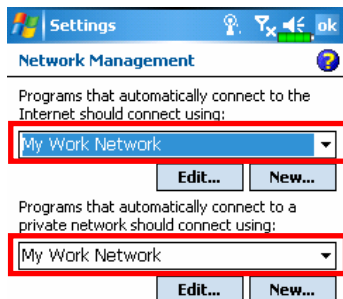 Settings
ok
Network Management
?
Programs that automatically connect to the
Internet should connect using:
My Work Network
Edit... New...
Programs that automatically connect to a
private network should connect using:
My Work Network
Edit... New...